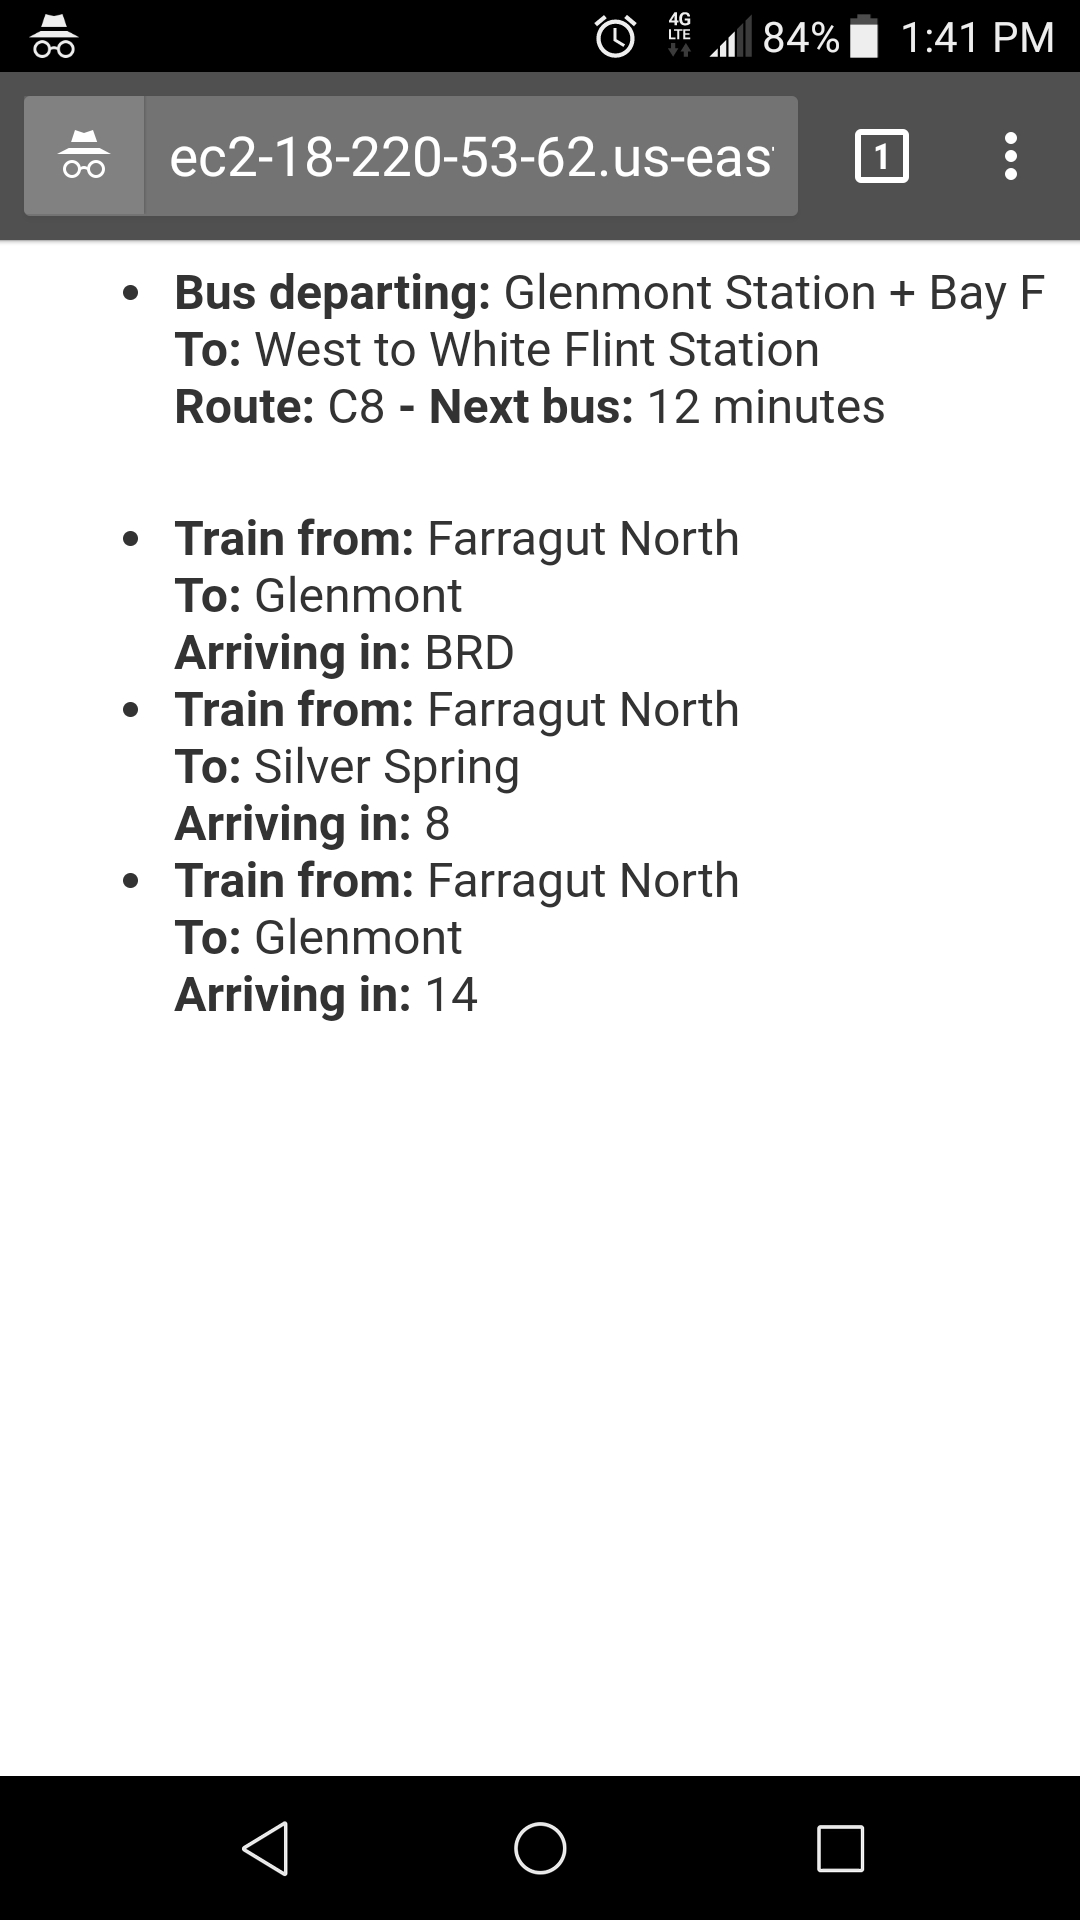 4G
LTE
84%
1:41 PM
ec2-18-220-53-62.us-eas
1
• Bus departing: Glenmont Station + Bay F
To: West to White Flint Station
Route: C8 - Next bus: 12 minutes
• Train from: Farragut North
To: Glenmont
Arriving in: BRD
• Train from: Farragut North
To: Silver Spring
Arriving in: 8
• Train from: Farragut North
To: Glenmont
Arriving in: 14